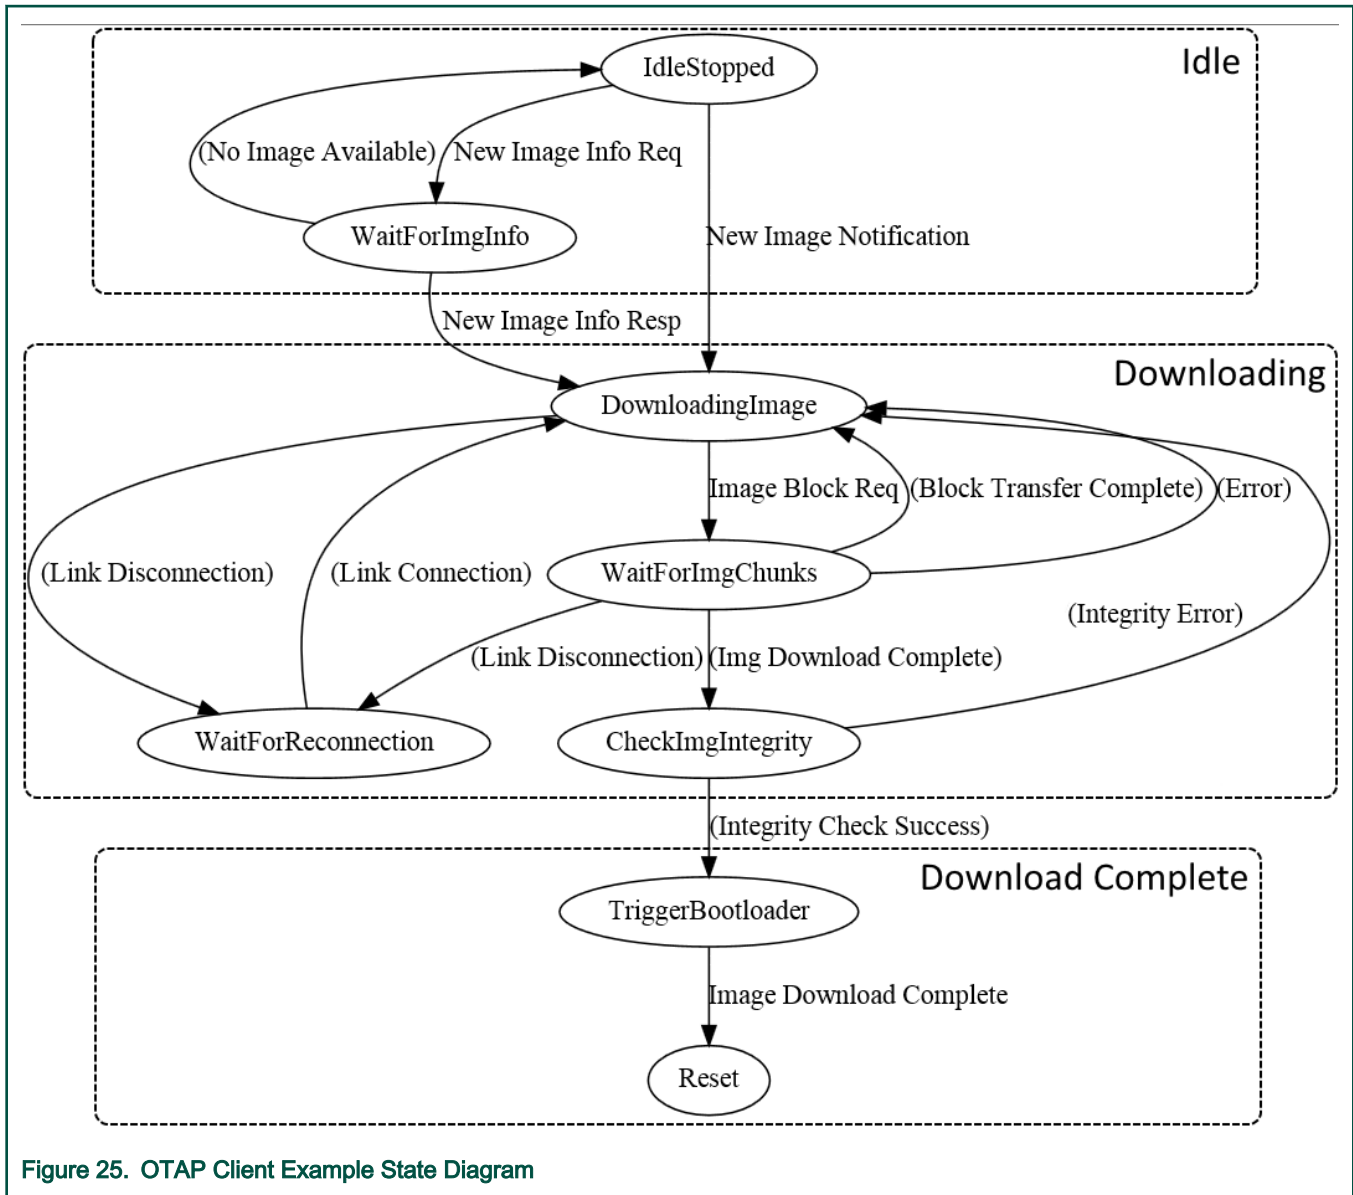 Idle
IdleStopped
(No Image Available)
New Image Info Req
WaitForImgInfo
New Image Notification
New Image Info Resp
Downloading
DownloadingImage
Image Block Req
(Block Transfer Complete)
(Error)
(Link Disconnection)
(Link Connection)
WaitForImgChunks
(Integrity Error)
(Link Disconnection)
(Img Download Complete)
WaitForReconnection
CheckImgIntegrity
(Integrity Check Success)
Download Complete
TriggerBootloader
Image Download Complete
Reset
Figure 25. OTAP Client Example State Diagram